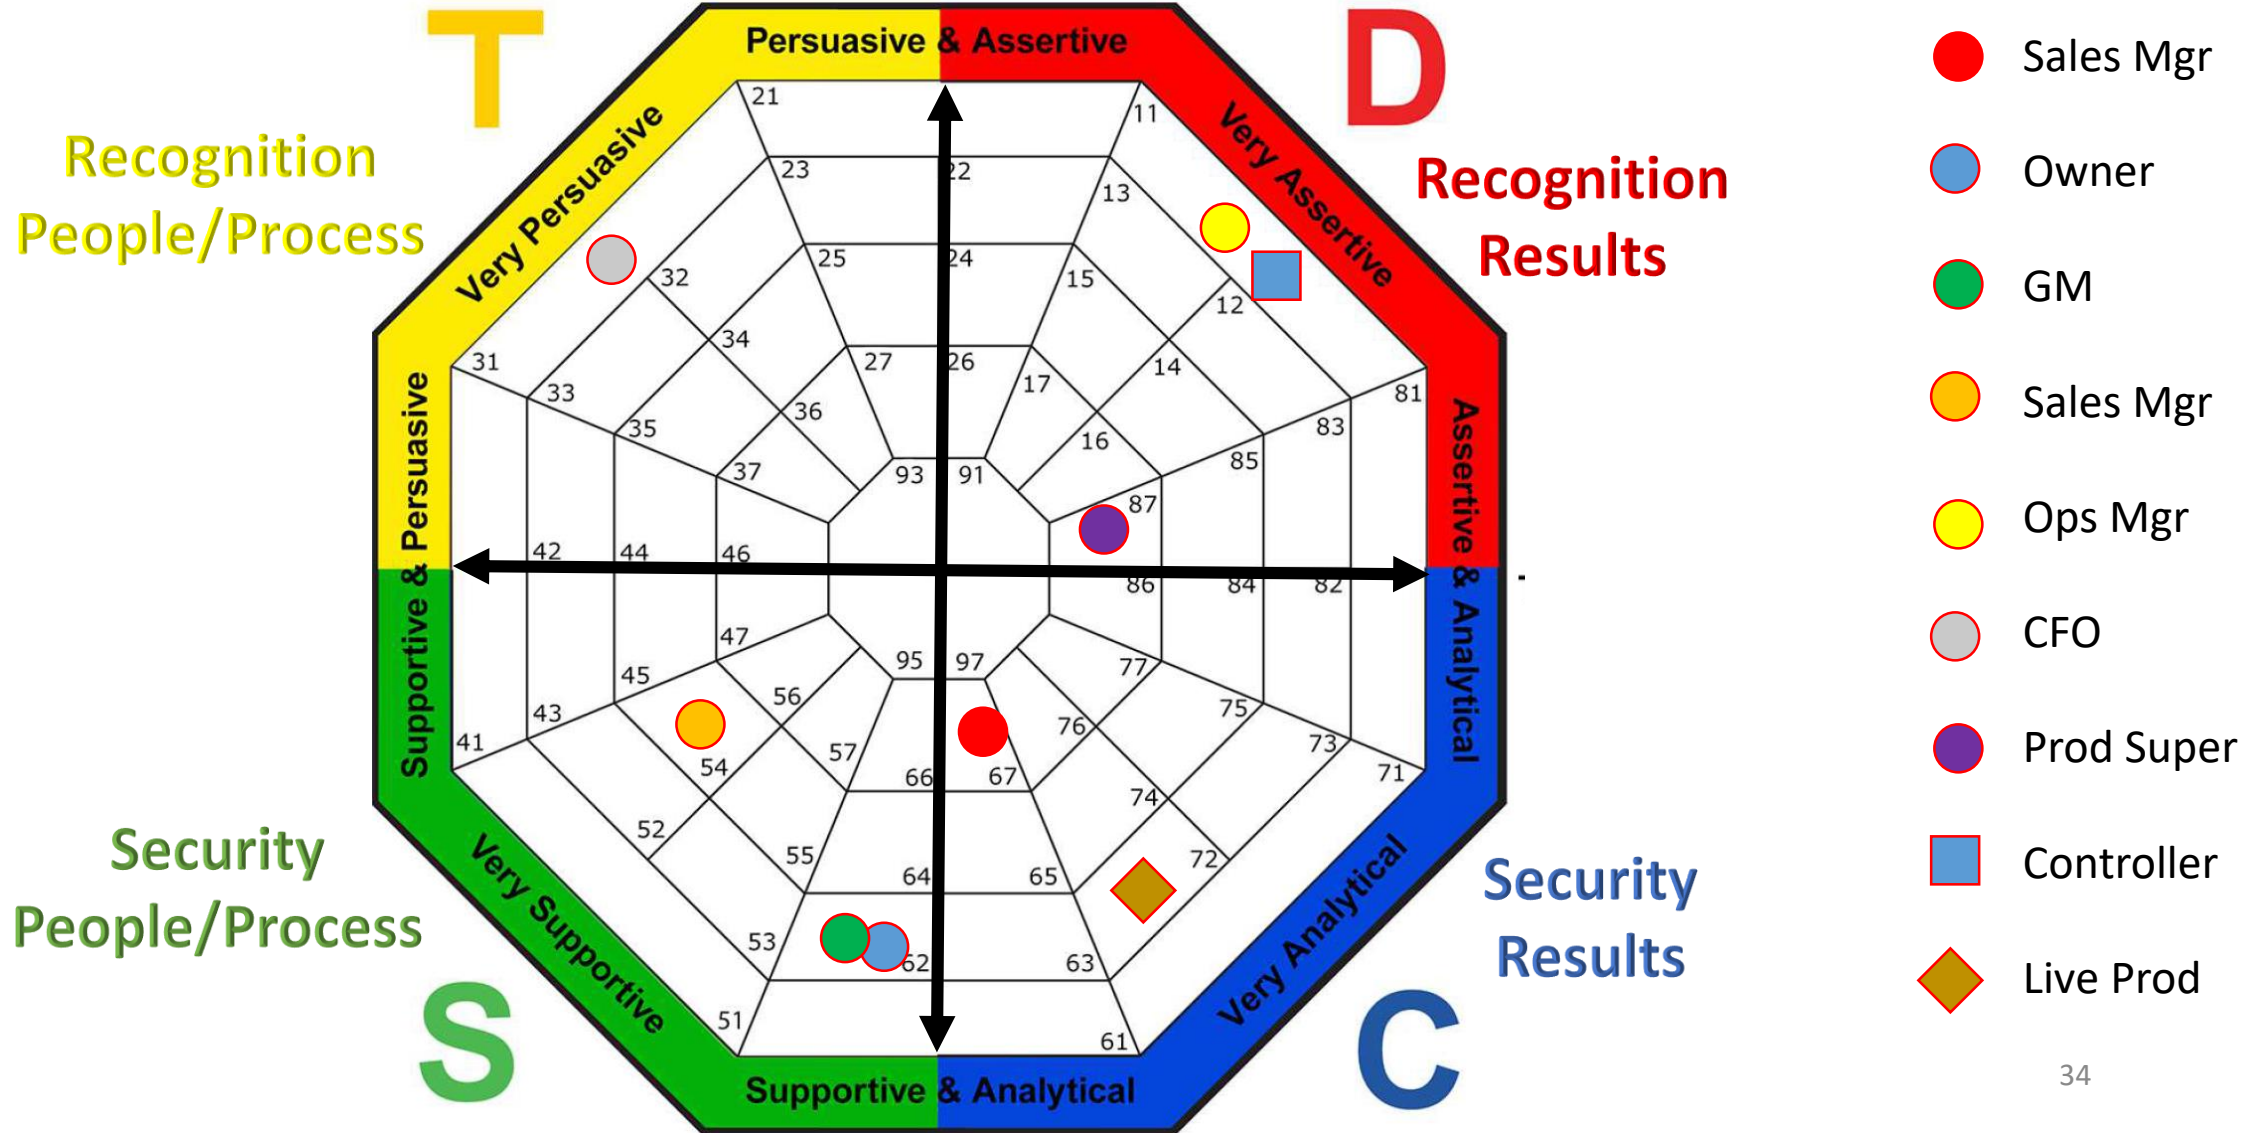 T
D
Persuasive & Assertive
Very Assertive
Assertive & Analytical
Very Analytical
Supportive & Analytical
Very Supportive
Supportive & Persuasive
Very Persuasive
Recognition
People/Process
Recognition
Results
Security
People/Process
Security
Results
S
C
21
11
23
22
13
25
24
15
32
12
34
14
31
33
27
26
17
81
83
35
36
16
85
37
93
91
87
42
44
46
86
84
82
47
95
97
77
45
56
76
75
43
57
66
67
73
41
54
74
71
52
55
64
65
72
53
62
63
51
61
Sales Mgr
Owner
GM
Sales Mgr
Ops Mgr
CFO
Prod Super
Controller
Live Prod
34